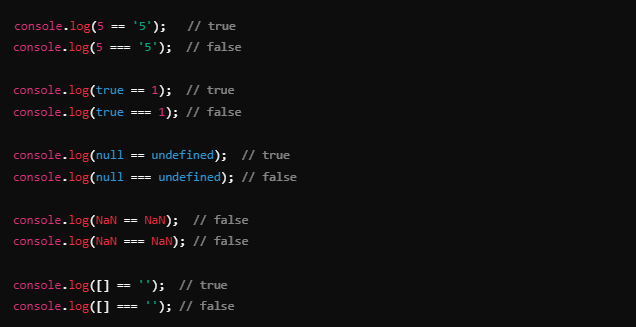 console.log(5 == '5');   // true
console.log(5 === '5');  // false
console.log(true == 1);  // true
console.log(true === 1); // false
console.log(null == undefined);  // true
console.log(null === undefined); // false
console.log(NaN == NaN);  // false
console.log(NaN === NaN); // false
console.log([] == '');  // true
console.log([] === ''); // false